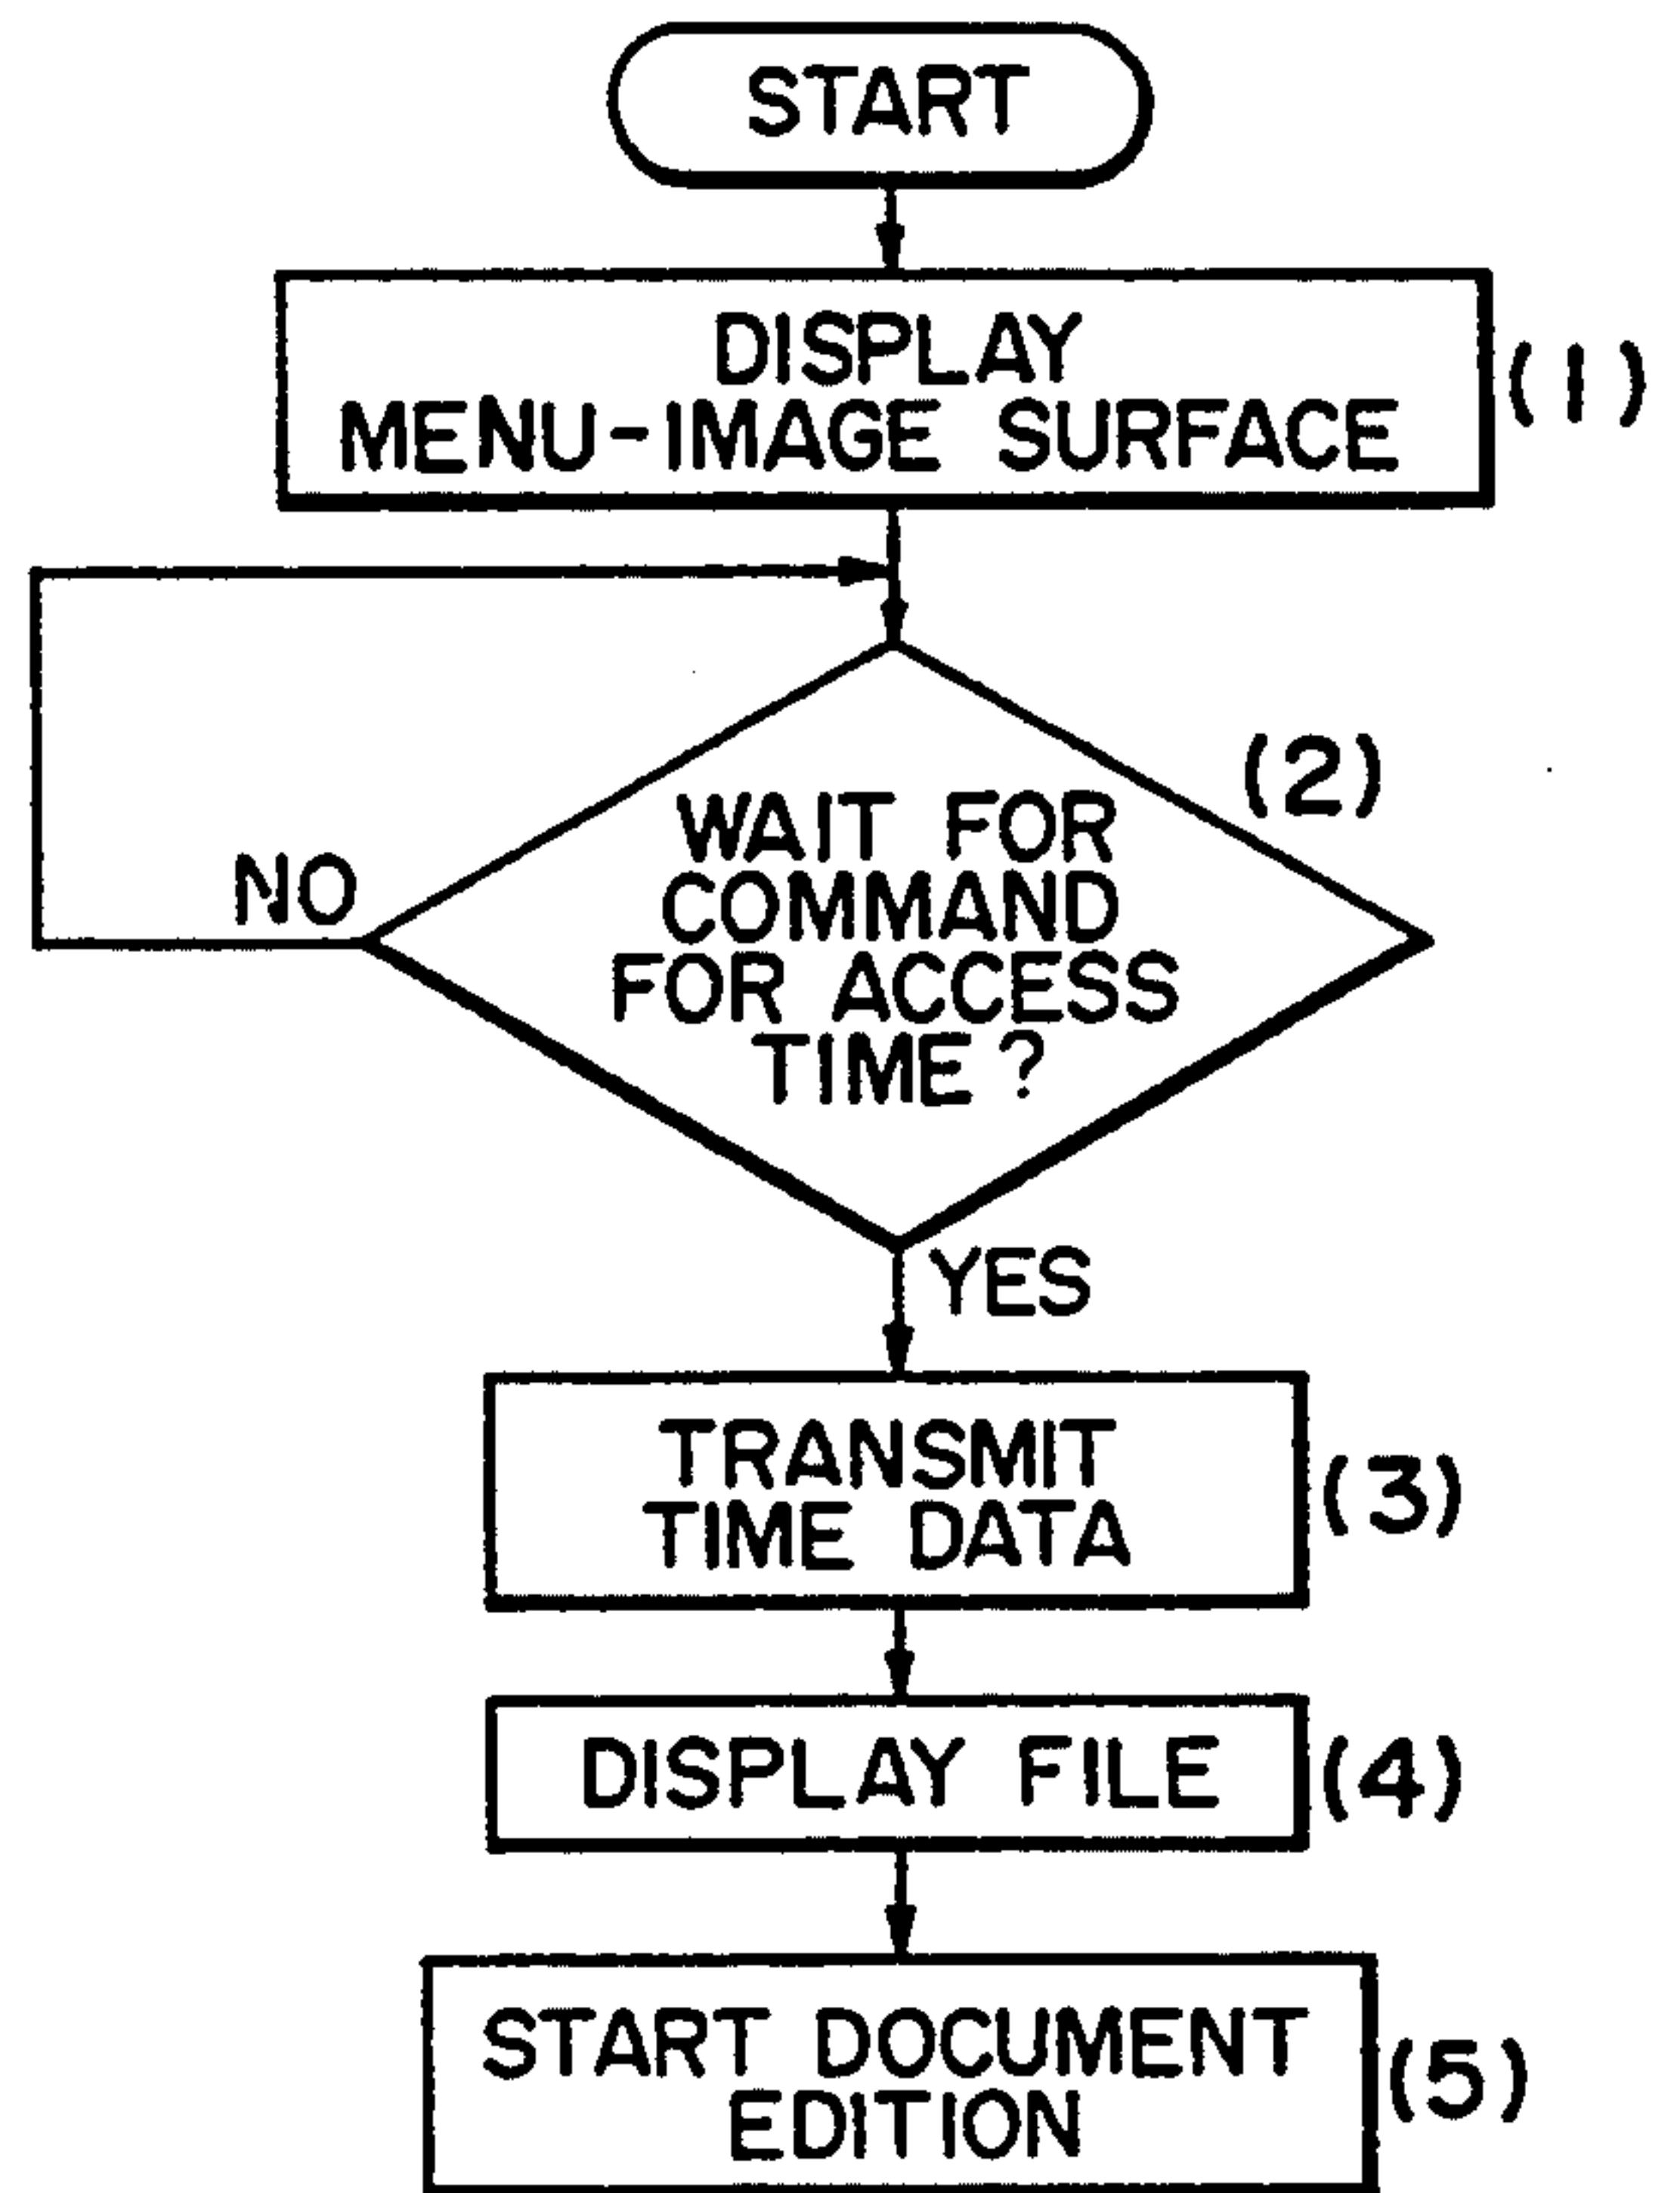 START
DISPLAY
MENU-IMAGE SURFACE
(1)
(2)
WAIT FOR
COMMAND
FOR ACCESS
TIME?
NO
YES
TRANSMIT
TIME DATA
(3)
DISPLAY FILE
(4)
START DOCUMENT
EDITION
(5)